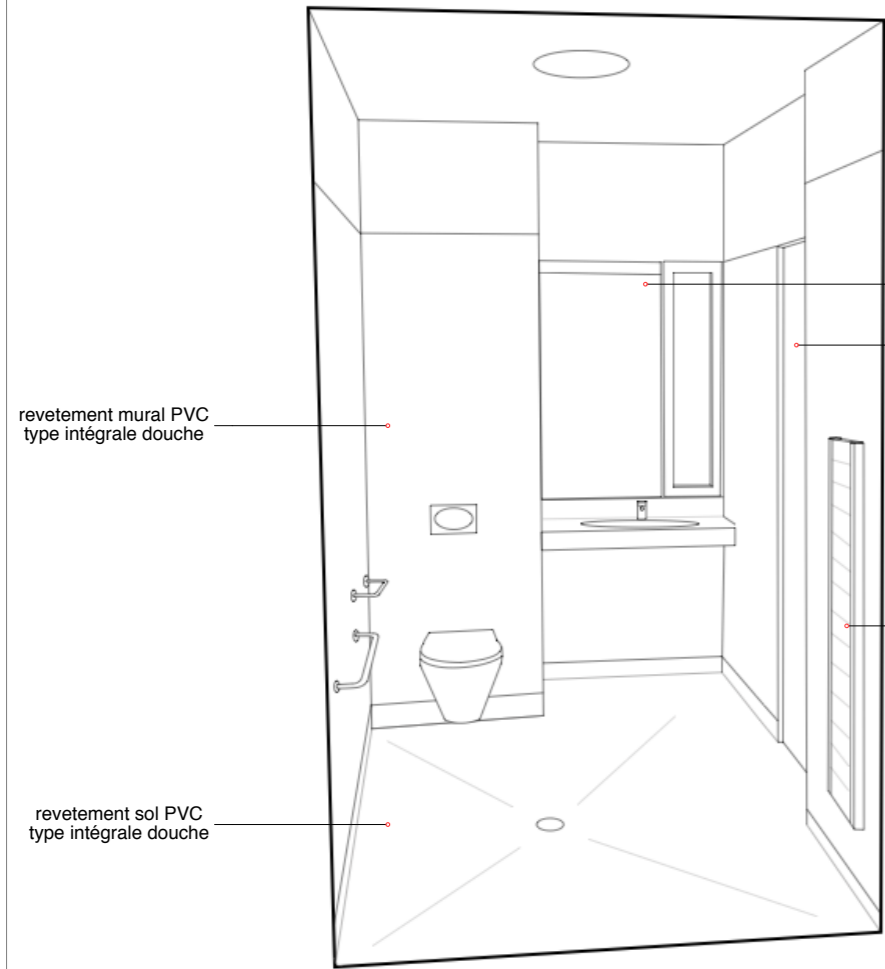 revetement mural PVC
type intégrale douche
revetement sol PVC
type intégrale douche